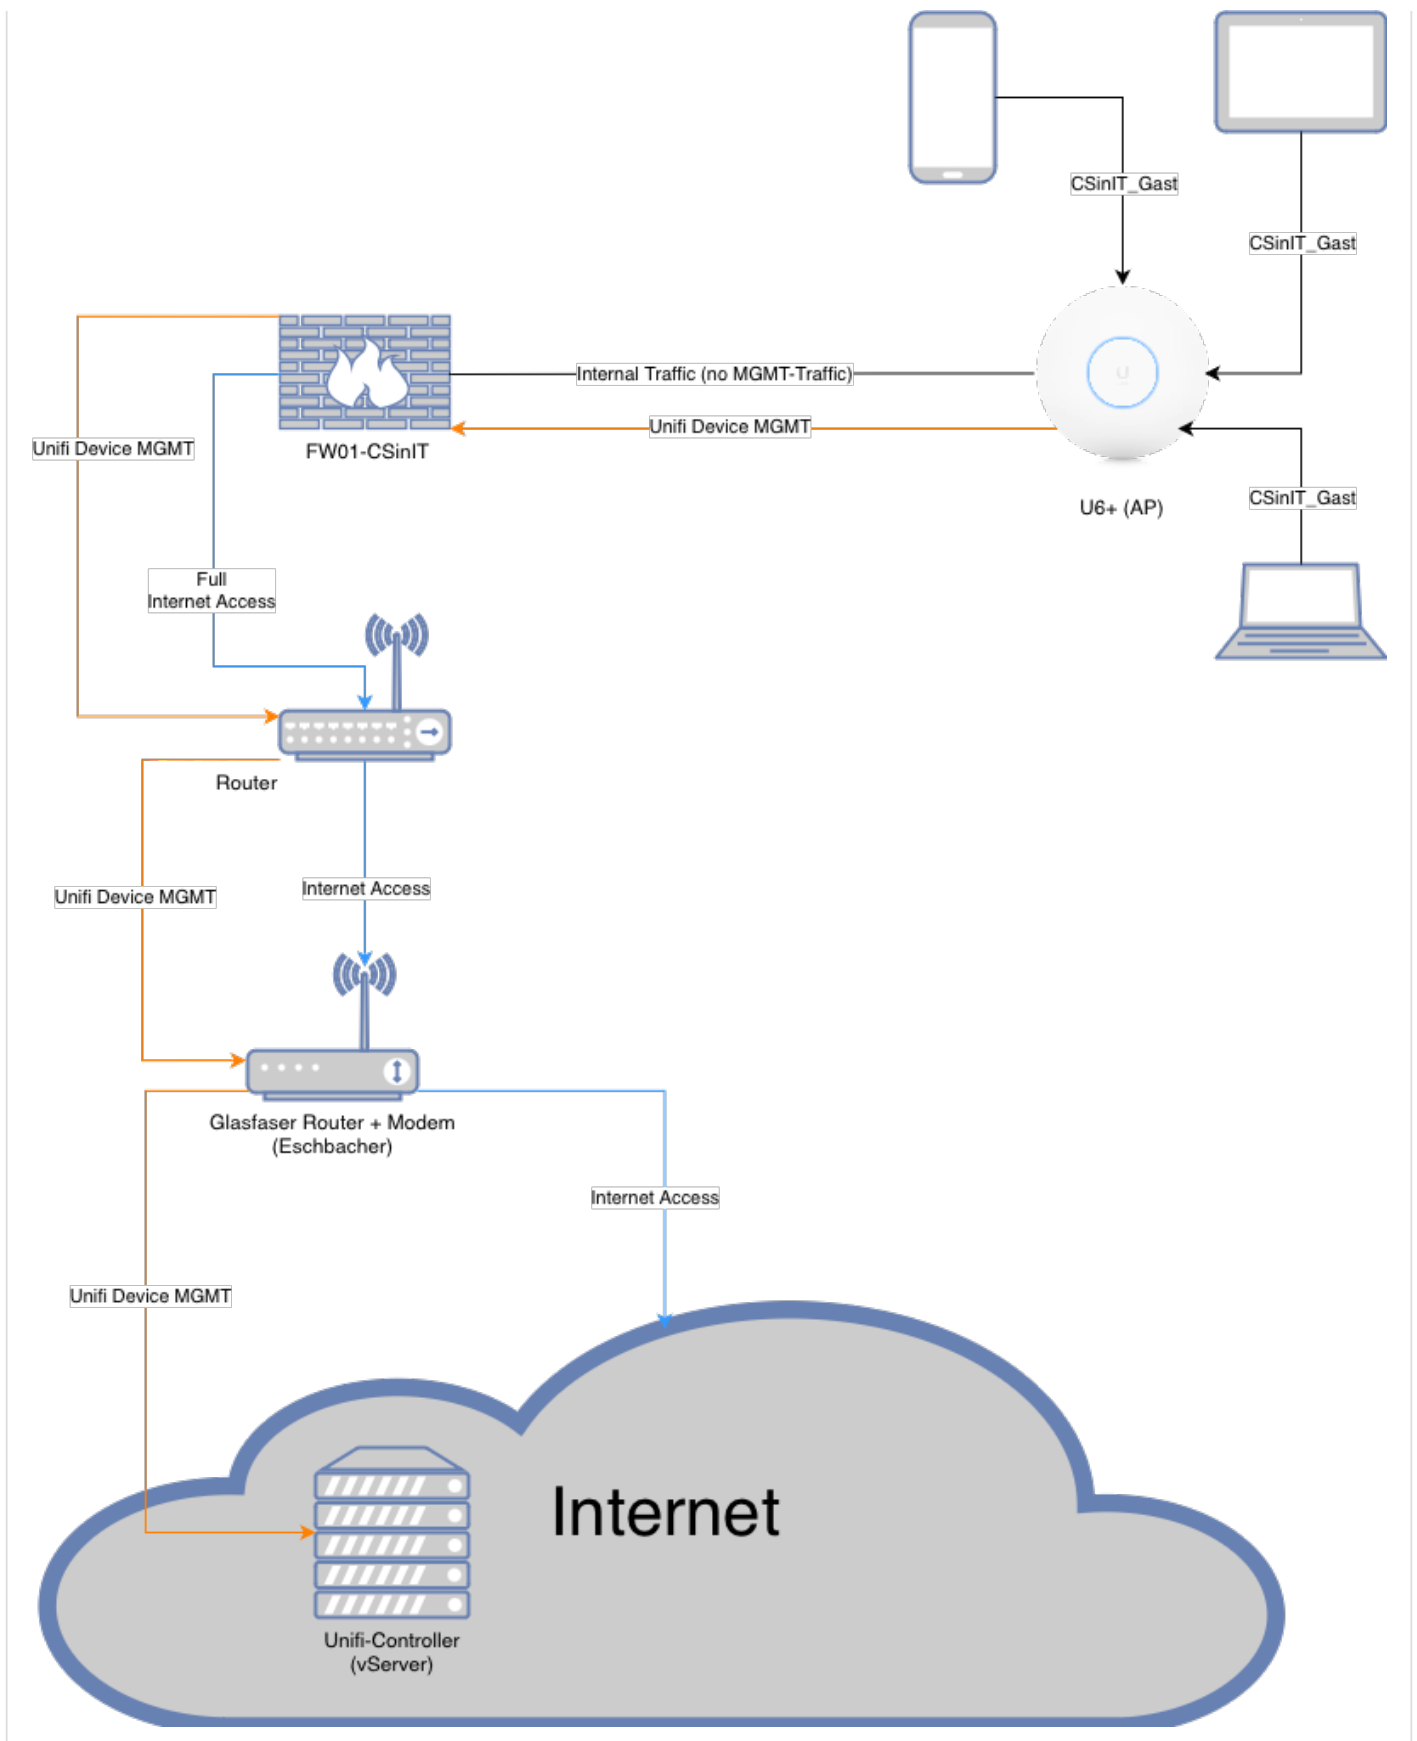 CSinIT_Gast
CSinIT_Gast
Internal Traffic (no MGMT-Traffic)
Unifi Device MGMT
Unifi Device MGMT
FW01-CSinIT
CSinIT_Gast
U6+ (AP)
Full
Internet Access
Router
Internet Access
Unifi Device MGMT
Glasfaser Router + Modem
(Eschbacher)
Internet Access
Unifi Device MGMT
Internet
Unifi-Controller
(vServer)